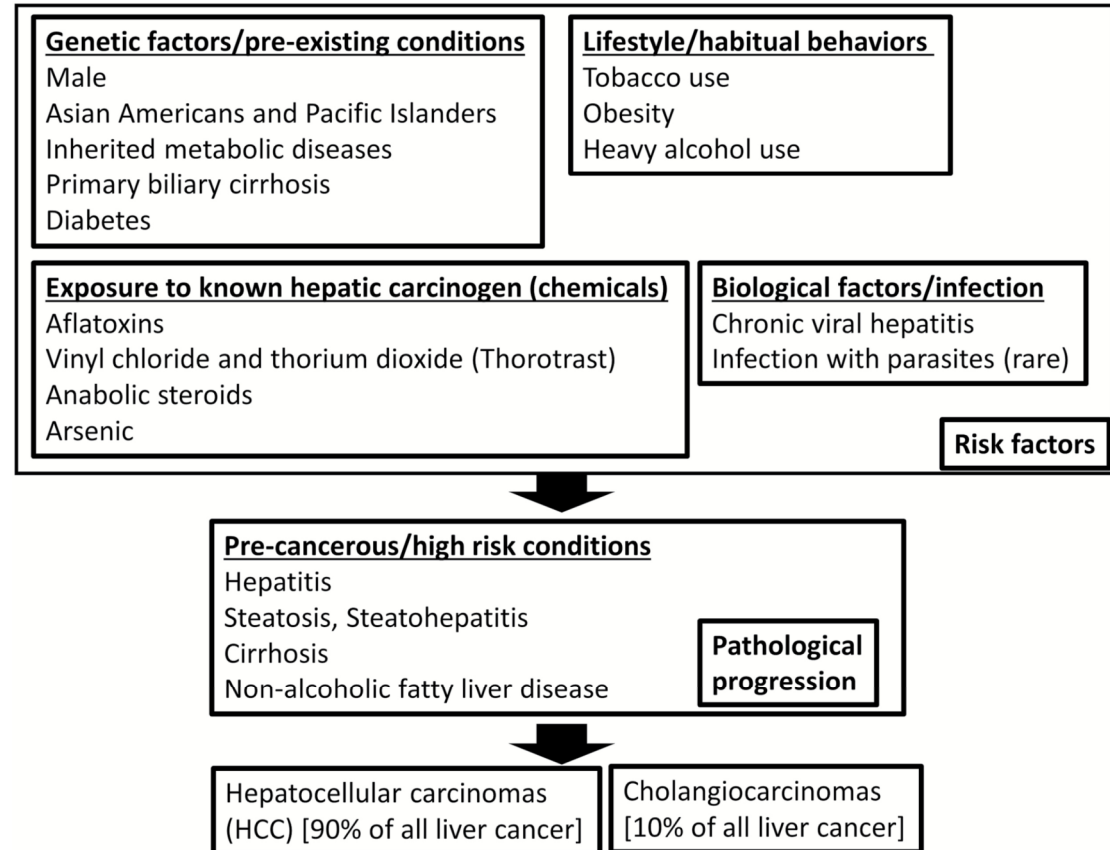 Genetic factors/pre-existing conditions
Male
Asian Americans and Pacific Islanders
Inherited metabolic diseases
Primary biliary cirrhosis
Diabetes
Lifestyle/habitual behaviors
Tobacco use
Obesity
Heavy alcohol use
Exposure to known hepatic carcinogen (chemicals)
Aflatoxins
Vinyl chloride and thorium dioxide (Thorotrast)
Anabolic steroids
Arsenic
Biological factors/infection
Chronic viral hepatitis
Infection with parasites (rare)
Risk factors
Pre-cancerous/high risk conditions
Hepatitis
Steatosis, Steatohepatitis
Cirrhosis
Non-alcoholic fatty liver disease
Pathological
progression
Hepatocellular carcinomas
(HCC) [90% of all liver cancer]
Cholangiocarcinomas
[10% of all liver cancer]